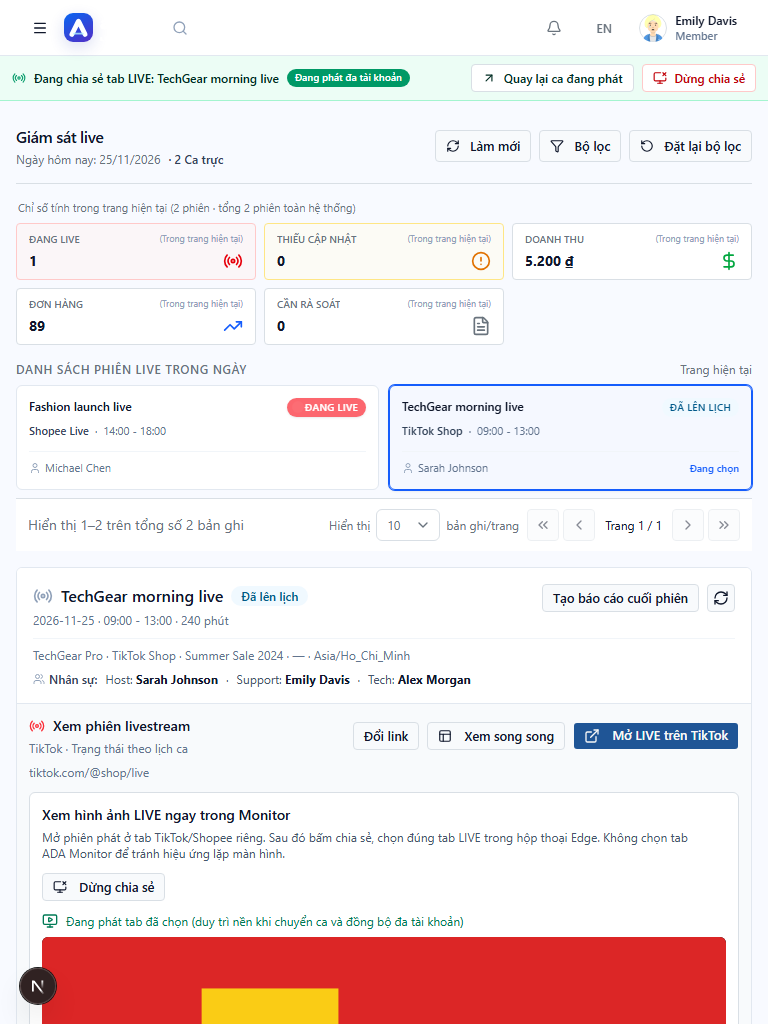 EN
Emily Davis
Member
Đang chia sẻ tab LIVE: TechGear morning live
Đang phát đa tài khoản
Quay lại ca đang phát
Dừng chia sẻ
Giám sát live
Ngày hôm nay: 25/11/2026 · 2 Ca trực
Làm mới
Bộ lọc
Đặt lại bộ lọc
Chỉ số tính trong trang hiện tại (2 phiên · tổng 2 phiên toàn hệ thống)
ĐANG LIVE (Trong trang hiện tại)
1
THIẾU CẬP NHẬT (Trong trang hiện tại)
0
DOANH THU (Trong trang hiện tại)
5.200 ₫
ĐƠN HÀNG (Trong trang hiện tại)
89
CẦN RÀ SOÁT (Trong trang hiện tại)
0
DANH SÁCH PHIÊN LIVE TRONG NGÀY
Trang hiện tại
Fashion launch live
ĐANG LIVE
Shopee Live · 14:00 - 18:00
Michael Chen
TechGear morning live
ĐÃ LÊN LỊCH
TikTok Shop · 09:00 - 13:00
Sarah Johnson
Đang chọn
Hiển thị 1–2 trên tổng số 2 bản ghi
Hiển thị 10 bản ghi/trang
Trang 1 / 1
TechGear morning live
Đã lên lịch
Tạo báo cáo cuối phiên
2026-11-25 · 09:00 - 13:00 · 240 phút
TechGear Pro · TikTok Shop · Summer Sale 2024 · — · Asia/Ho_Chi_Minh
Nhân sự: Host: Sarah Johnson · Support: Emily Davis · Tech: Alex Morgan
Xem phiên livestream
TikTok · Trạng thái theo lịch ca
tiktok.com/@shop/live
Đổi link
Xem song song
Mở LIVE trên TikTok
Xem hình ảnh LIVE ngay trong Monitor
Mở phiên phát ở tab TikTok/Shopee riêng. Sau đó bấm chia sẻ, chọn đúng tab LIVE trong hộp thoại Edge. Không chọn tab
ADA Monitor để tránh hiệu ứng lặp màn hình.
Dừng chia sẻ
Đang phát tab đã chọn (duy trì nền khi chuyển ca và đồng bộ đa tài khoản)
N